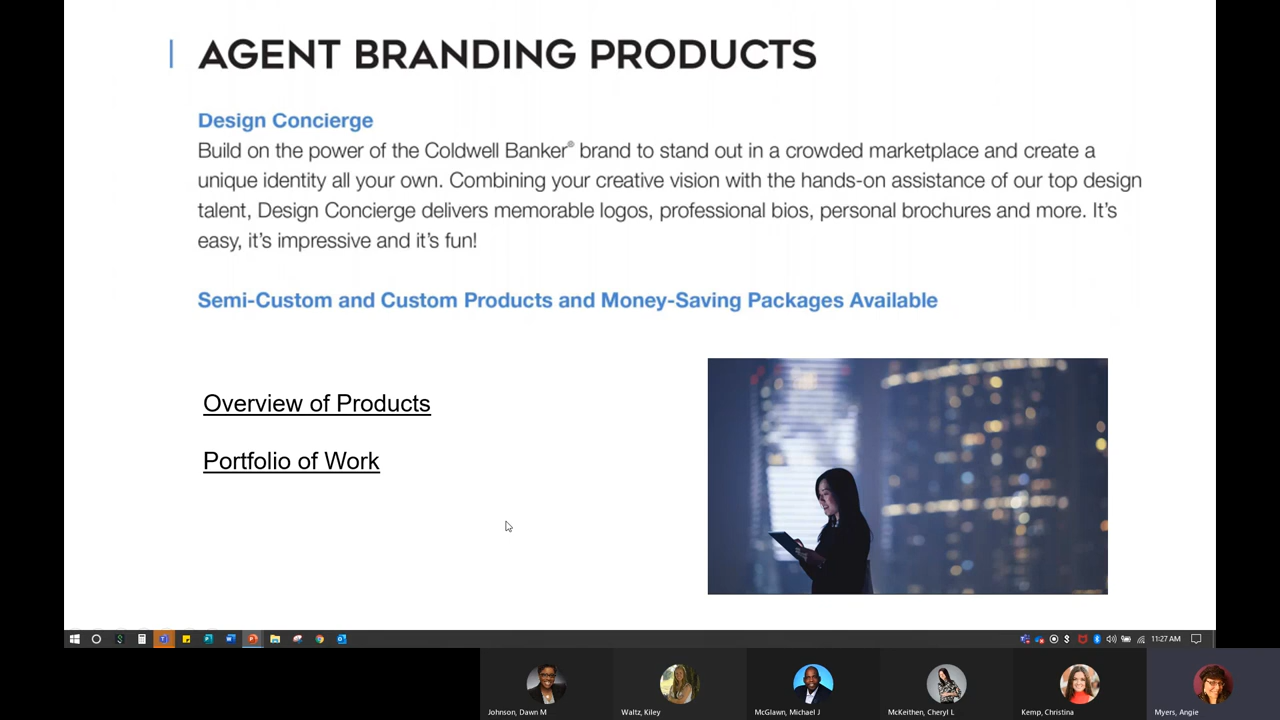 AGENT BRANDING PRODUCTS
Design Concierge
Build on the power of the Coldwell Banker® brand to stand out in a crowded marketplace and create a
unique identity all your own. Combining your creative vision with the hands-on assistance of our top design
talent, Design Concierge delivers memorable logos, professional bios, personal brochures and more. It's
easy, it's impressive and it's fun!
Semi-Custom and Custom Products and Money-Saving Packages Available
Overview of Products
Portfolio of Work
11:27 AM
Johnson, Dawn M
Waltz, Kiley
McGlawn, Michael J
McKeithen, Cheryl L
Kemp, Christina
Myers, Angie